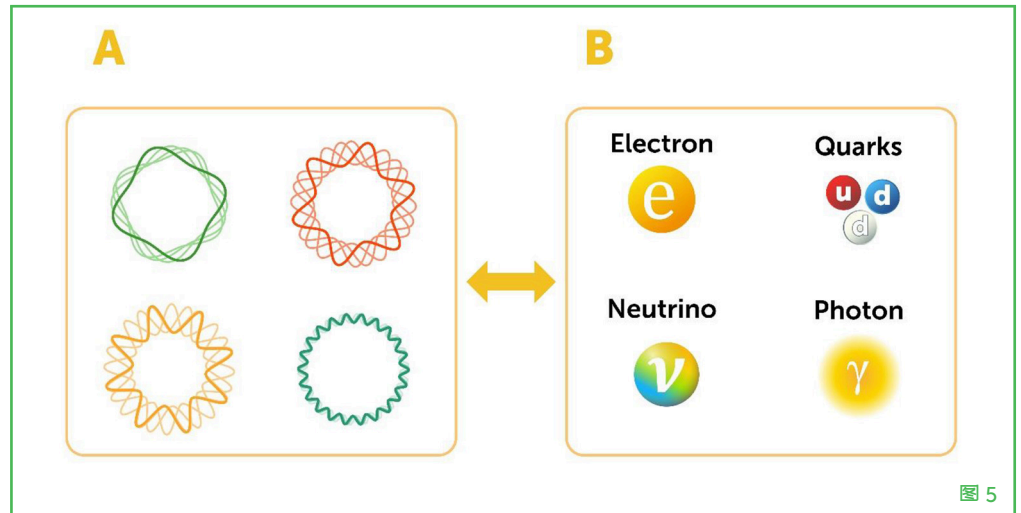 A
B
Electron
e
Quarks
u
d
d
Neutrino
ν
Photon
γ
图 5